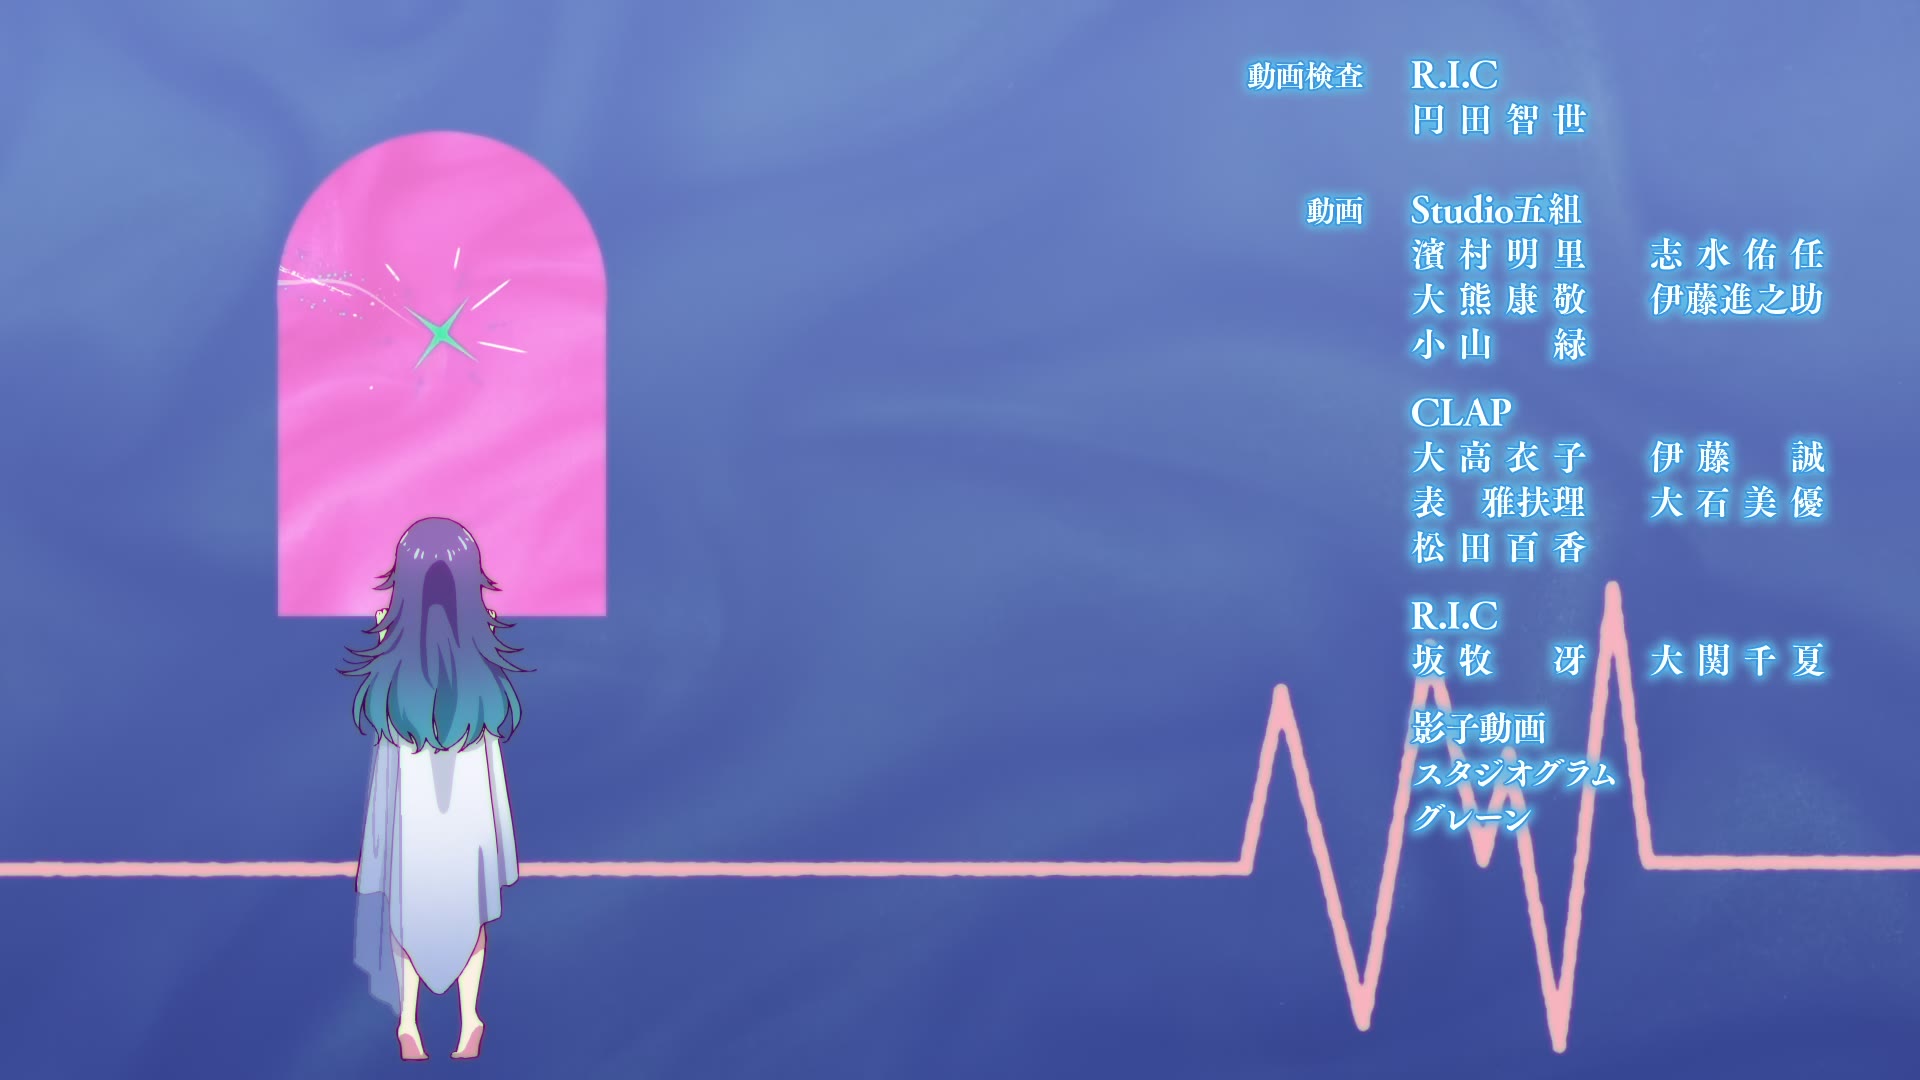 動画検査 R.I.C
円田智世
動画 Studio五組
濱村明里 志水佑任
大熊康敬 伊藤進之助
小山 緑
CLAP
大高衣子 伊藤 誠
表 雅扶理 大石美優
松田百香
R.I.C
坂牧 冴 大関千夏
影子動画
スタジオグラム
グレーン